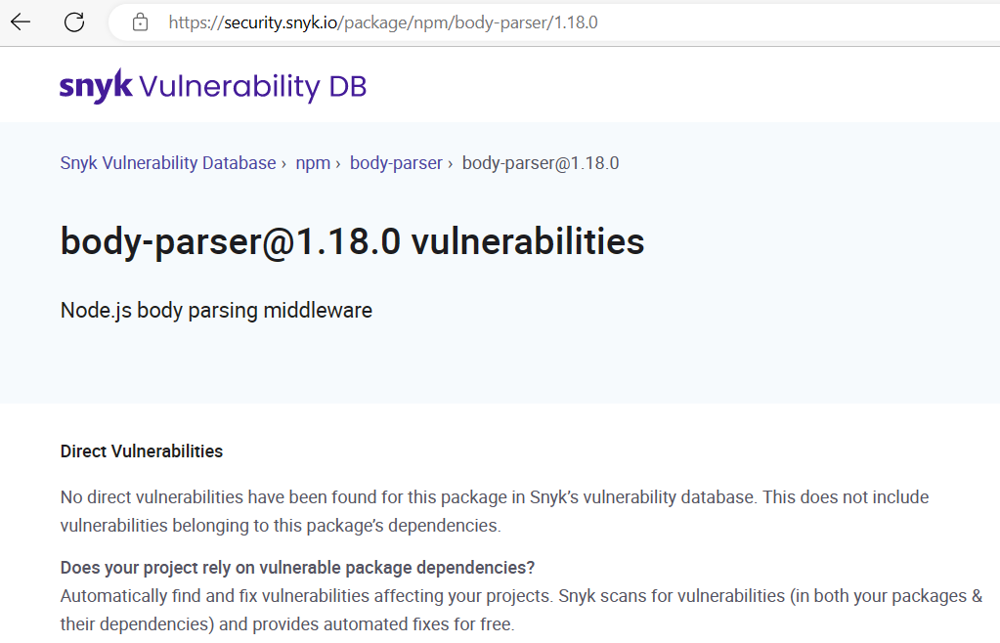 https://security.snyk.io/package/npm/body-parser/1.18.0
snyk Vulnerability DB
Snyk Vulnerability Database › npm › body-parser › body-parser@1.18.0
body-parser@1.18.0 vulnerabilities
Node.js body parsing middleware
Direct Vulnerabilities
No direct vulnerabilities have been found for this package in Snyk’s vulnerability database. This does not include
vulnerabilities belonging to this package’s dependencies.
Does your project rely on vulnerable package dependencies?
Automatically find and fix vulnerabilities affecting your projects. Snyk scans for vulnerabilities (in both your packages &
their dependencies) and provides automated fixes for free.